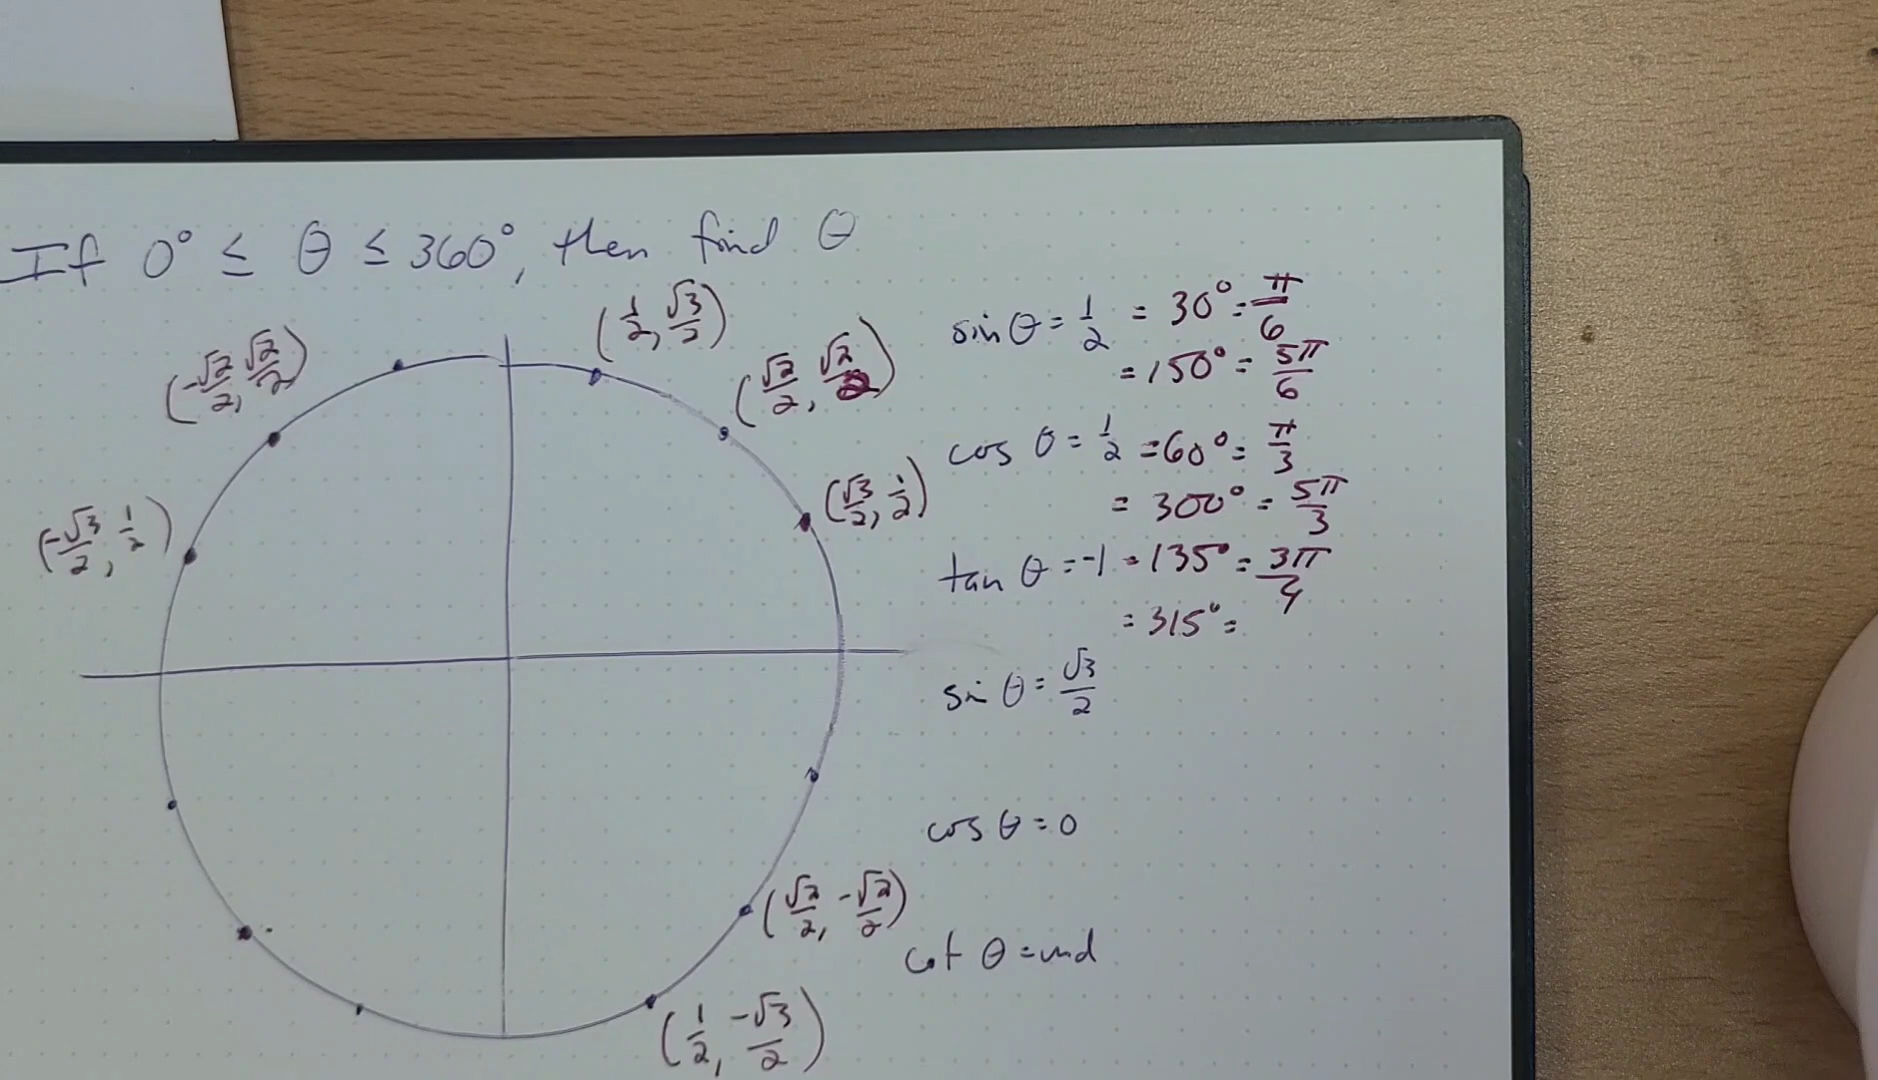 If 0° ≤ θ ≤ 360°, then find θ
(1/2, √3/2)
(-√2/2, √2/2)
(√2/2, √2/2)
(√3/2, 1/2)
(-√3/2, 1/2)
sin θ = 1/2 = 30° = π/6
= 150° = 5π/6
cos θ = 1/2 = 60° = π/3
= 300° = 5π/3
tan θ = -1 = 135° = 3π/4
= 315° =
sin θ = √3/2
cos θ = 0
(√2/2, -√2/2)
cot θ = und
(1/2, -√3/2)